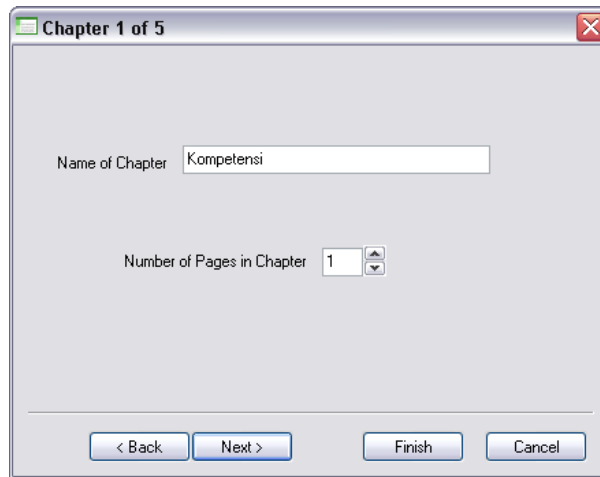 Chapter 1 of 5
Name of Chapter Kompetensi
Number of Pages in Chapter 1
< Back Next > Finish Cancel